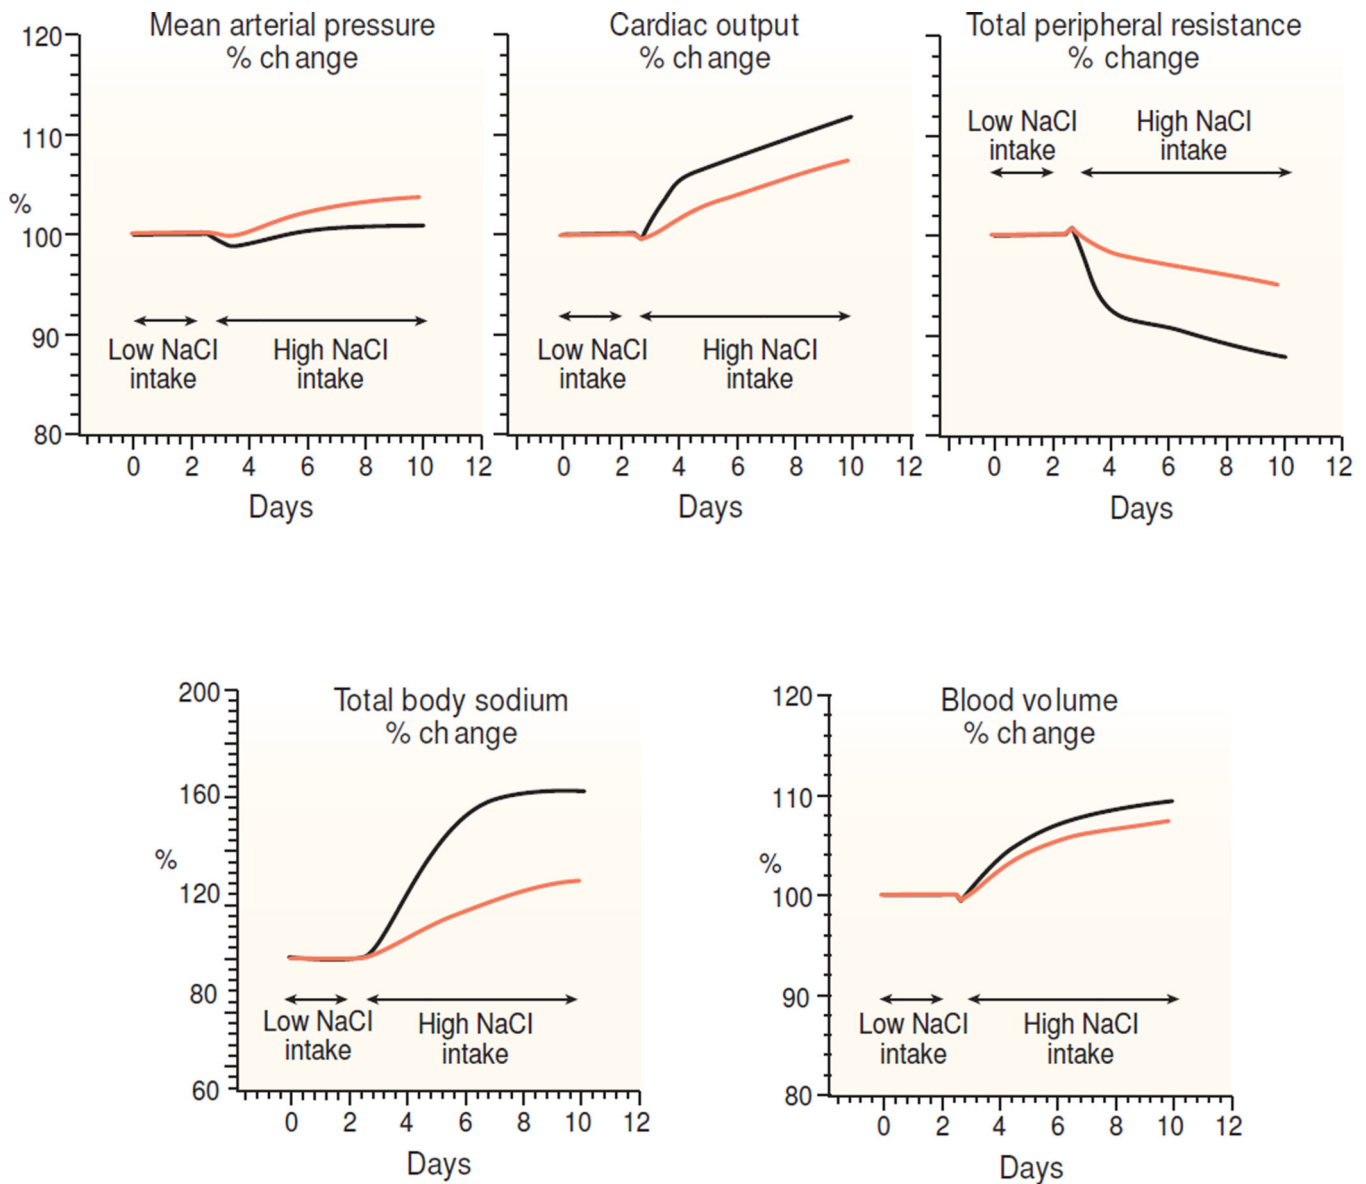 Mean arterial pressure
% change
120
110
%
100
90
80
Low NaCl
intake
High NaCl
intake
0 2 4 6 8 10 12
Days
Cardiac output
% change
Low NaCl
intake
High NaCl
intake
0 2 4 6 8 10 12
Days
Total peripheral resistance
% change
Low NaCl
intake
High NaCl
intake
0 2 4 6 8 10 12
Days
Total body sodium
% change
200
160
%
120
80
60
Low NaCl
intake
High NaCl
intake
0 2 4 6 8 10 12
Days
Blood volume
% change
120
110
%
100
90
80
Low NaCl
intake
High NaCl
intake
0 2 4 6 8 10 12
Days